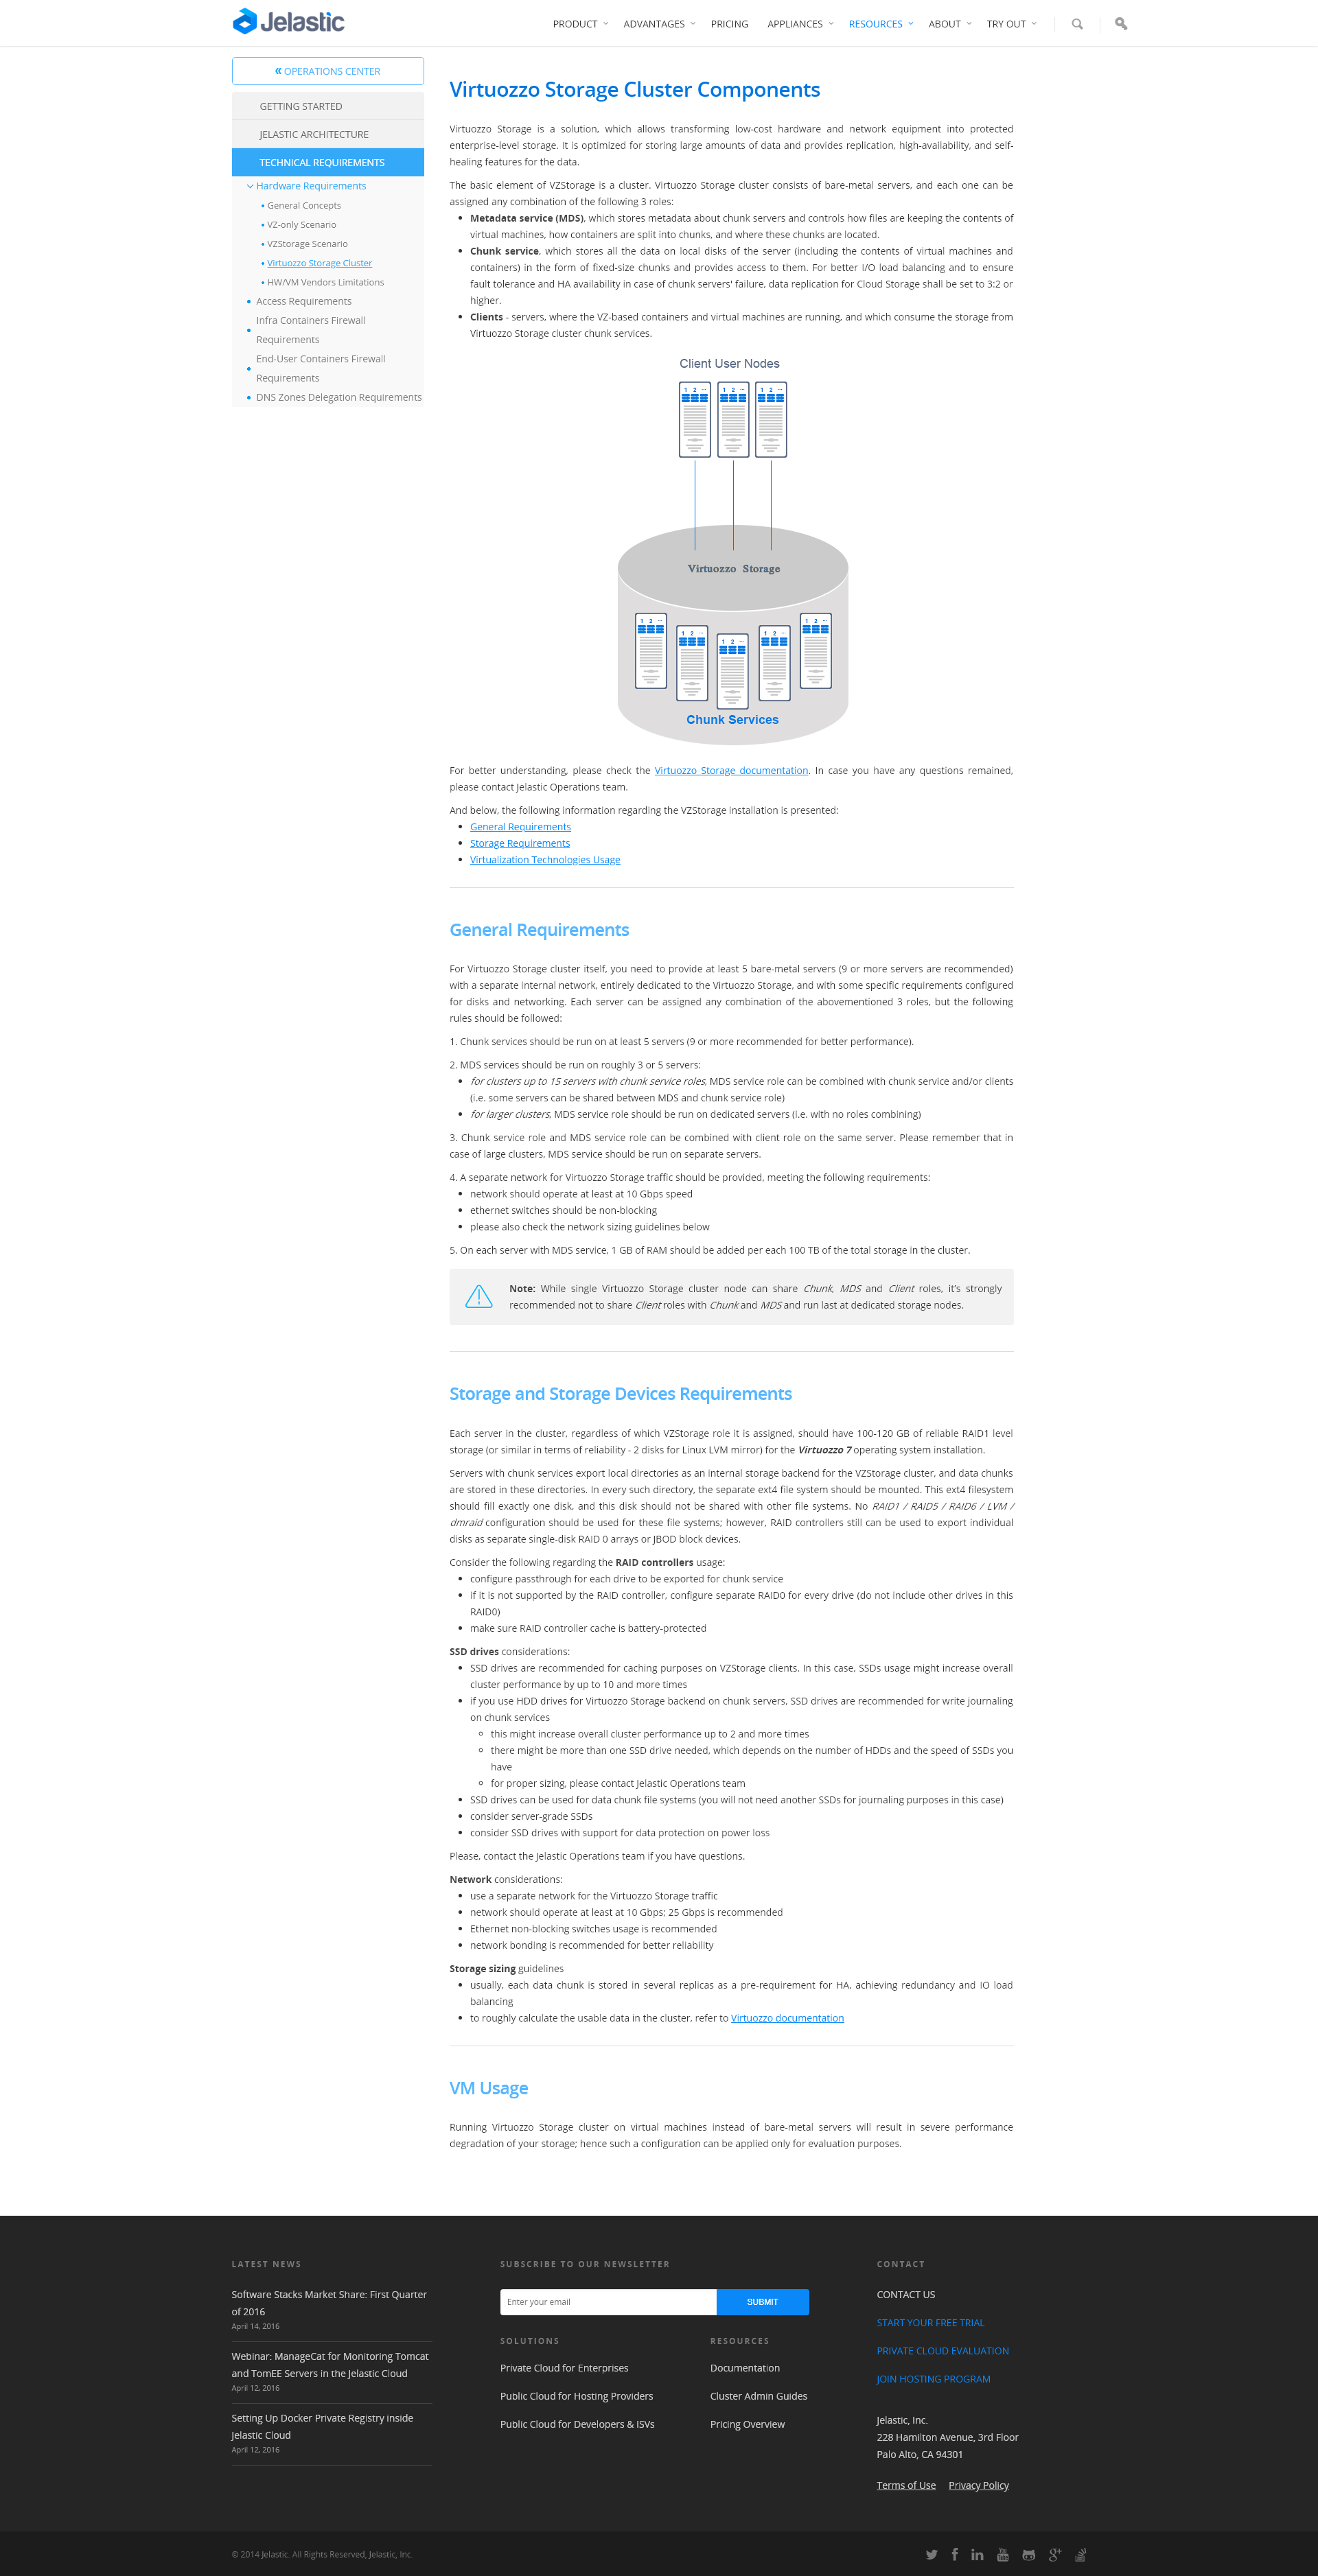 Jelastic
PRODUCT
ADVANTAGES
PRICING
APPLIANCES
RESOURCES
ABOUT
TRY OUT
« OPERATIONS CENTER
GETTING STARTED
JELASTIC ARCHITECTURE
TECHNICAL REQUIREMENTS
Hardware Requirements
General Concepts
VZ-only Scenario
VZStorage Scenario
Virtuozzo Storage Cluster
HW/VM Vendors Limitations
Access Requirements
Infra Containers Firewall
Requirements
End-User Containers Firewall
Requirements
DNS Zones Delegation Requirements
Virtuozzo Storage Cluster Components
Virtuozzo Storage is a solution, which allows transforming low-cost hardware and network equipment into protected
enterprise-level storage. It is optimized for storing large amounts of data and provides replication, high-availability, and self-
healing features for the data.
The basic element of VZStorage is a cluster. Virtuozzo Storage cluster consists of bare-metal servers, and each one can be
assigned any combination of the following 3 roles:
Metadata service (MDS), which stores metadata about chunk servers and controls how files are keeping the contents of
virtual machines, how containers are split into chunks, and where these chunks are located.
Chunk service, which stores all the data on local disks of the server (including the contents of virtual machines and
containers) in the form of fixed-size chunks and provides access to them. For better I/O load balancing and to ensure
fault tolerance and HA availability in case of chunk servers' failure, data replication for Cloud Storage shall be set to 3:2 or
higher.
Clients - servers, where the VZ-based containers and virtual machines are running, and which consume the storage from
Virtuozzo Storage cluster chunk services.
Client User Nodes
1 2 ... 1 2 ... 1 2 ...
Virtuozzo Storage
1 2 ... 1 2 ... 1 2 ... 1 2 ... 1 2 ...
Chunk Services
For better understanding, please check the Virtuozzo Storage documentation. In case you have any questions remained,
please contact Jelastic Operations team.
And below, the following information regarding the VZStorage installation is presented:
General Requirements
Storage Requirements
Virtualization Technologies Usage
General Requirements
For Virtuozzo Storage cluster itself, you need to provide at least 5 bare-metal servers (9 or more servers are recommended)
with a separate internal network, entirely dedicated to the Virtuozzo Storage, and with some specific requirements configured
for disks and networking. Each server can be assigned any combination of the abovementioned 3 roles, but the following
rules should be followed:
1. Chunk services should be run on at least 5 servers (9 or more recommended for better performance).
2. MDS services should be run on roughly 3 or 5 servers:
for clusters up to 15 servers with chunk service roles, MDS service role can be combined with chunk service and/or clients
(i.e. some servers can be shared between MDS and chunk service role)
for larger clusters, MDS service role should be run on dedicated servers (i.e. with no roles combining)
3. Chunk service role and MDS service role can be combined with client role on the same server. Please remember that in
case of large clusters, MDS service should be run on separate servers.
4. A separate network for Virtuozzo Storage traffic should be provided, meeting the following requirements:
network should operate at least at 10 Gbps speed
ethernet switches should be non-blocking
please also check the network sizing guidelines below
5. On each server with MDS service, 1 GB of RAM should be added per each 100 TB of the total storage in the cluster.
Note: While single Virtuozzo Storage cluster node can share Chunk, MDS and Client roles, it's strongly
recommended not to share Client roles with Chunk and MDS and run last at dedicated storage nodes.
Storage and Storage Devices Requirements
Each server in the cluster, regardless of which VZStorage role it is assigned, should have 100-120 GB of reliable RAID1 level
storage (or similar in terms of reliability - 2 disks for Linux LVM mirror) for the Virtuozzo 7 operating system installation.
Servers with chunk services export local directories as an internal storage backend for the VZStorage cluster, and data chunks
are stored in these directories. In every such directory, the separate ext4 file system should be mounted. This ext4 filesystem
should fill exactly one disk, and this disk should not be shared with other file systems. No RAID1 / RAID5 / RAID6 / LVM /
dmraid configuration should be used for these file systems; however, RAID controllers still can be used to export individual
disks as separate single-disk RAID 0 arrays or JBOD block devices.
Consider the following regarding the RAID controllers usage:
configure passthrough for each drive to be exported for chunk service
if it is not supported by the RAID controller, configure separate RAID0 for every drive (do not include other drives in this
RAID0)
make sure RAID controller cache is battery-protected
SSD drives considerations:
SSD drives are recommended for caching purposes on VZStorage clients. In this case, SSDs usage might increase overall
cluster performance by up to 10 and more times
if you use HDD drives for Virtuozzo Storage backend on chunk servers, SSD drives are recommended for write journaling
on chunk services
this might increase overall cluster performance up to 2 and more times
there might be more than one SSD drive needed, which depends on the number of HDDs and the speed of SSDs you
have
for proper sizing, please contact Jelastic Operations team
SSD drives can be used for data chunk file systems (you will not need another SSDs for journaling purposes in this case)
consider server-grade SSDs
consider SSD drives with support for data protection on power loss
Please, contact the Jelastic Operations team if you have questions.
Network considerations:
use a separate network for the Virtuozzo Storage traffic
network should operate at least at 10 Gbps; 25 Gbps is recommended
Ethernet non-blocking switches usage is recommended
network bonding is recommended for better reliability
Storage sizing guidelines
usually, each data chunk is stored in several replicas as a pre-requirement for HA, achieving redundancy and IO load
balancing
to roughly calculate the usable data in the cluster, refer to Virtuozzo documentation
VM Usage
Running Virtuozzo Storage cluster on virtual machines instead of bare-metal servers will result in severe performance
degradation of your storage; hence such a configuration can be applied only for evaluation purposes.
LATEST NEWS
Software Stacks Market Share: First Quarter
of 2016
April 14, 2016
Webinar: ManageCat for Monitoring Tomcat
and TomEE Servers in the Jelastic Cloud
April 12, 2016
Setting Up Docker Private Registry inside
Jelastic Cloud
April 12, 2016
SUBSCRIBE TO OUR NEWSLETTER
Enter your email
SUBMIT
SOLUTIONS
Private Cloud for Enterprises
Public Cloud for Hosting Providers
Public Cloud for Developers & ISVs
RESOURCES
Documentation
Cluster Admin Guides
Pricing Overview
CONTACT
CONTACT US
START YOUR FREE TRIAL
PRIVATE CLOUD EVALUATION
JOIN HOSTING PROGRAM
Jelastic, Inc.
228 Hamilton Avenue, 3rd Floor
Palo Alto, CA 94301
Terms of Use
Privacy Policy
© 2014 Jelastic. All Rights Reserved, Jelastic, Inc.